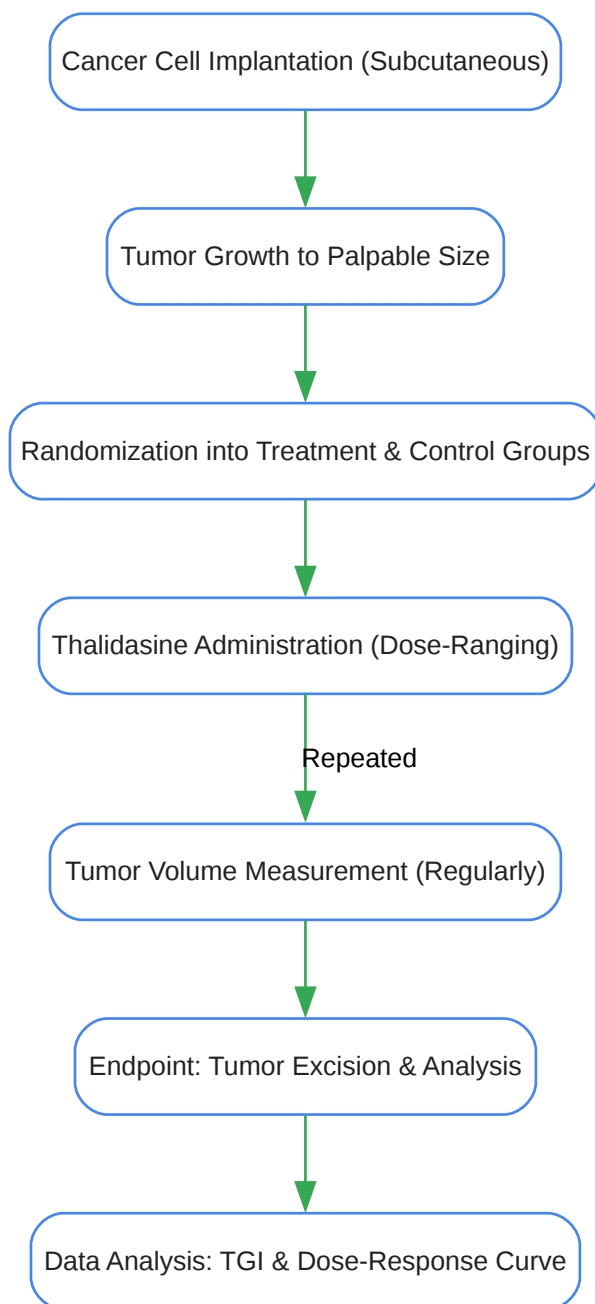 Cancer Cell Implantation (Subcutaneous)
Tumor Growth to Palpable Size
Randomization into Treatment & Control Groups
Thalidasine Administration (Dose-Ranging)
Repeated
Tumor Volume Measurement (Regularly)
Endpoint: Tumor Excision & Analysis
Data Analysis: TGI & Dose-Response Curve